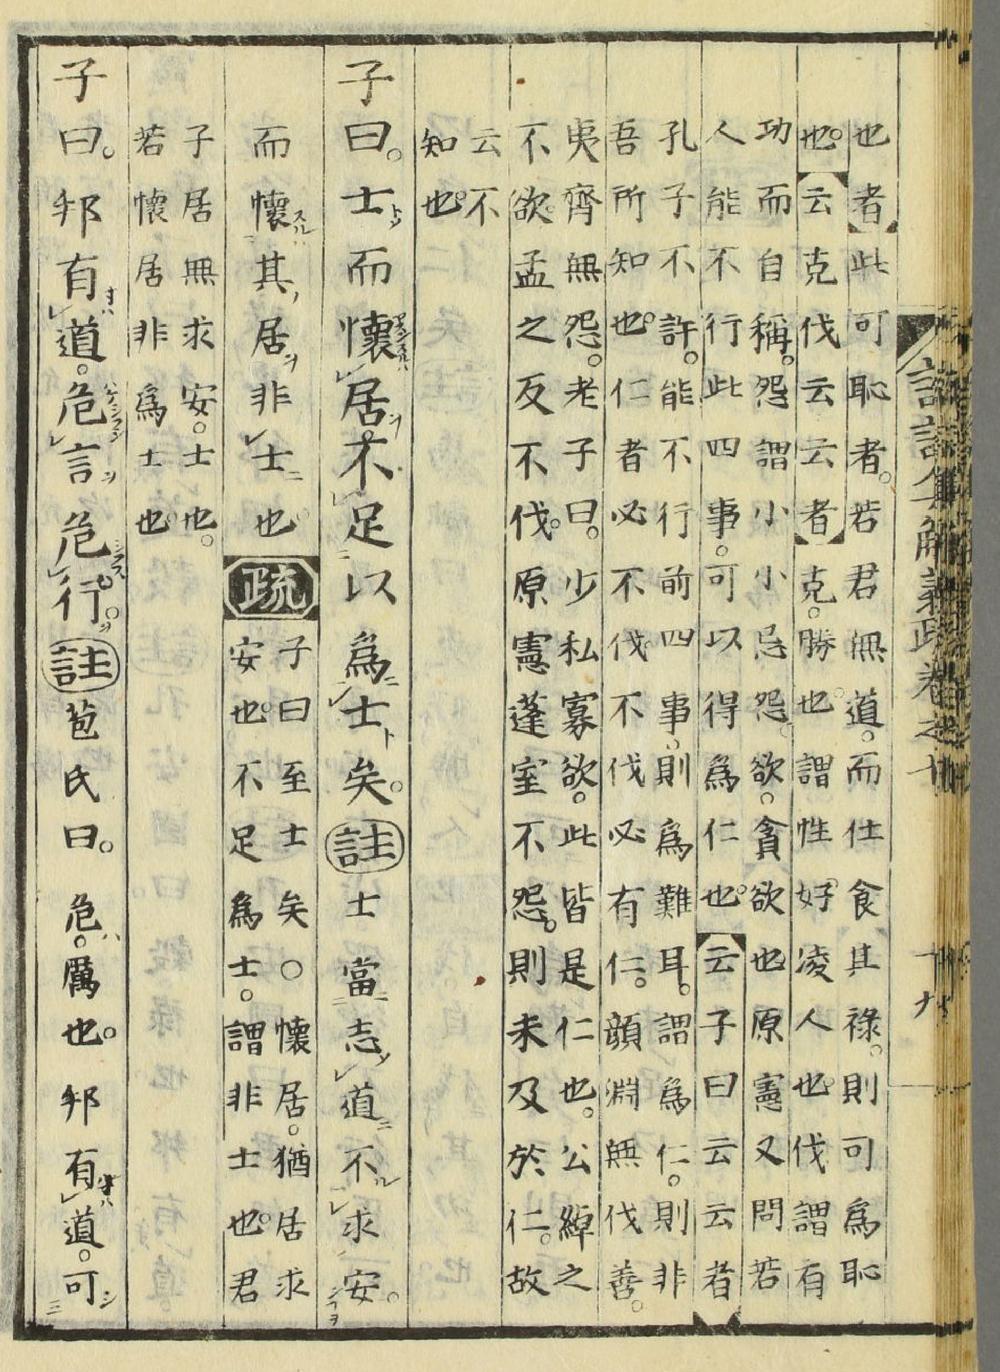 也者此可恥者若君無道而仕食其祿則可爲恥
也云克伐云云者克勝也謂性好凌人也伐謂有
功而自稱怨謂小小忌怨欲貪欲也原憲又問若
人能不行此四事可以得爲仁也云子曰云云者
孔子不許能不行前四事則爲難耳謂爲仁則非
吾所知也仁者必不伐不伐必有仁顔淵無伐善
夷齊無怨老子曰少私寡欲此皆是仁也公綽之
不欲孟之反不伐原憲蓬室不怨則未及於仁故
云不
知也
子曰士而懷居不足以爲士矣註士當志道不求安
而懷其居非士也疏
子曰至士矣○懷居猶居求
安也不足爲士謂非士也君
子居無求安士也
若懷居非爲士也
子曰邦有道危言危行註苞氏曰危厲也邦有道可